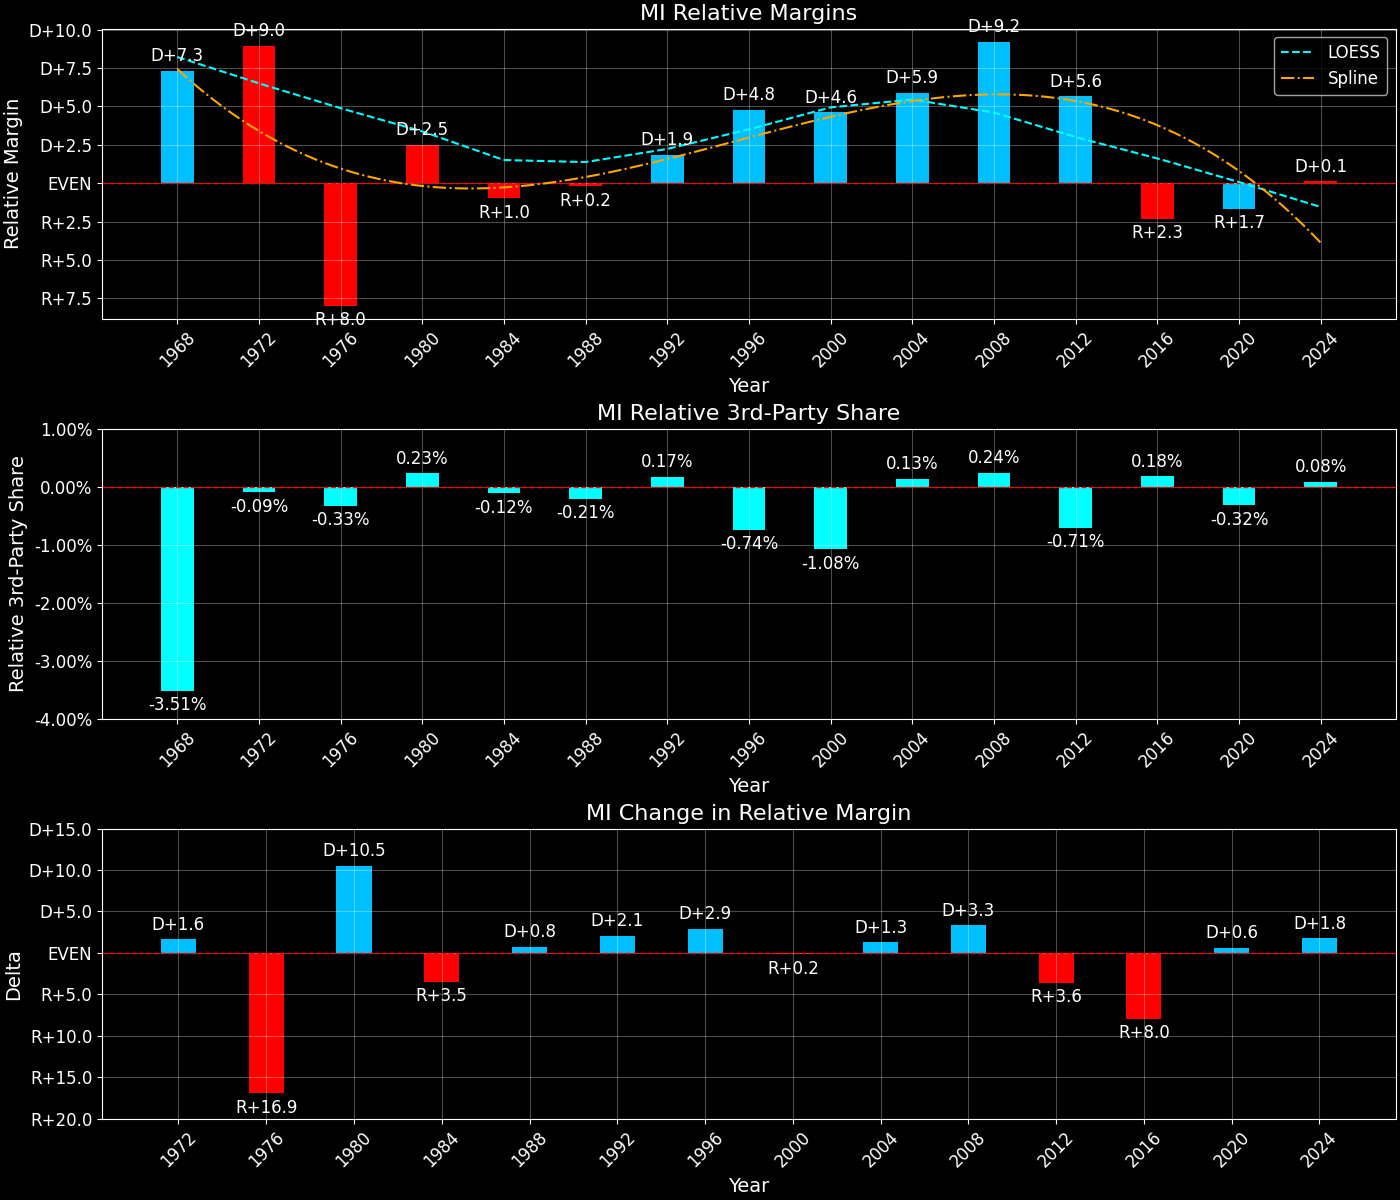 MI Relative Margins
Relative Margin
D+10.0
D+7.5
D+5.0
D+2.5
EVEN
R+2.5
R+5.0
R+7.5
D+7.3
D+9.0
R+8.0
D+2.5
R+1.0
R+0.2
D+1.9
D+4.8
D+4.6
D+5.9
D+9.2
D+5.6
R+2.3
R+1.7
D+0.1
LOESS
Spline
1968 1972 1976 1980 1984 1988 1992 1996 2000 2004 2008 2012 2016 2020 2024
Year
MI Relative 3rd-Party Share
Relative 3rd-Party Share
1.00%
0.00%
-1.00%
-2.00%
-3.00%
-4.00%
-3.51%
-0.09%
-0.33%
0.23%
-0.12%
-0.21%
0.17%
-0.74%
-1.08%
0.13%
0.24%
-0.71%
0.18%
-0.32%
0.08%
1968 1972 1976 1980 1984 1988 1992 1996 2000 2004 2008 2012 2016 2020 2024
Year
MI Change in Relative Margin
Delta
D+15.0
D+10.0
D+5.0
EVEN
R+5.0
R+10.0
R+15.0
R+20.0
D+1.6
R+16.9
D+10.5
R+3.5
D+0.8
D+2.1
D+2.9
R+0.2
D+1.3
D+3.3
R+3.6
R+8.0
D+0.6
D+1.8
1972 1976 1980 1984 1988 1992 1996 2000 2004 2008 2012 2016 2020 2024
Year